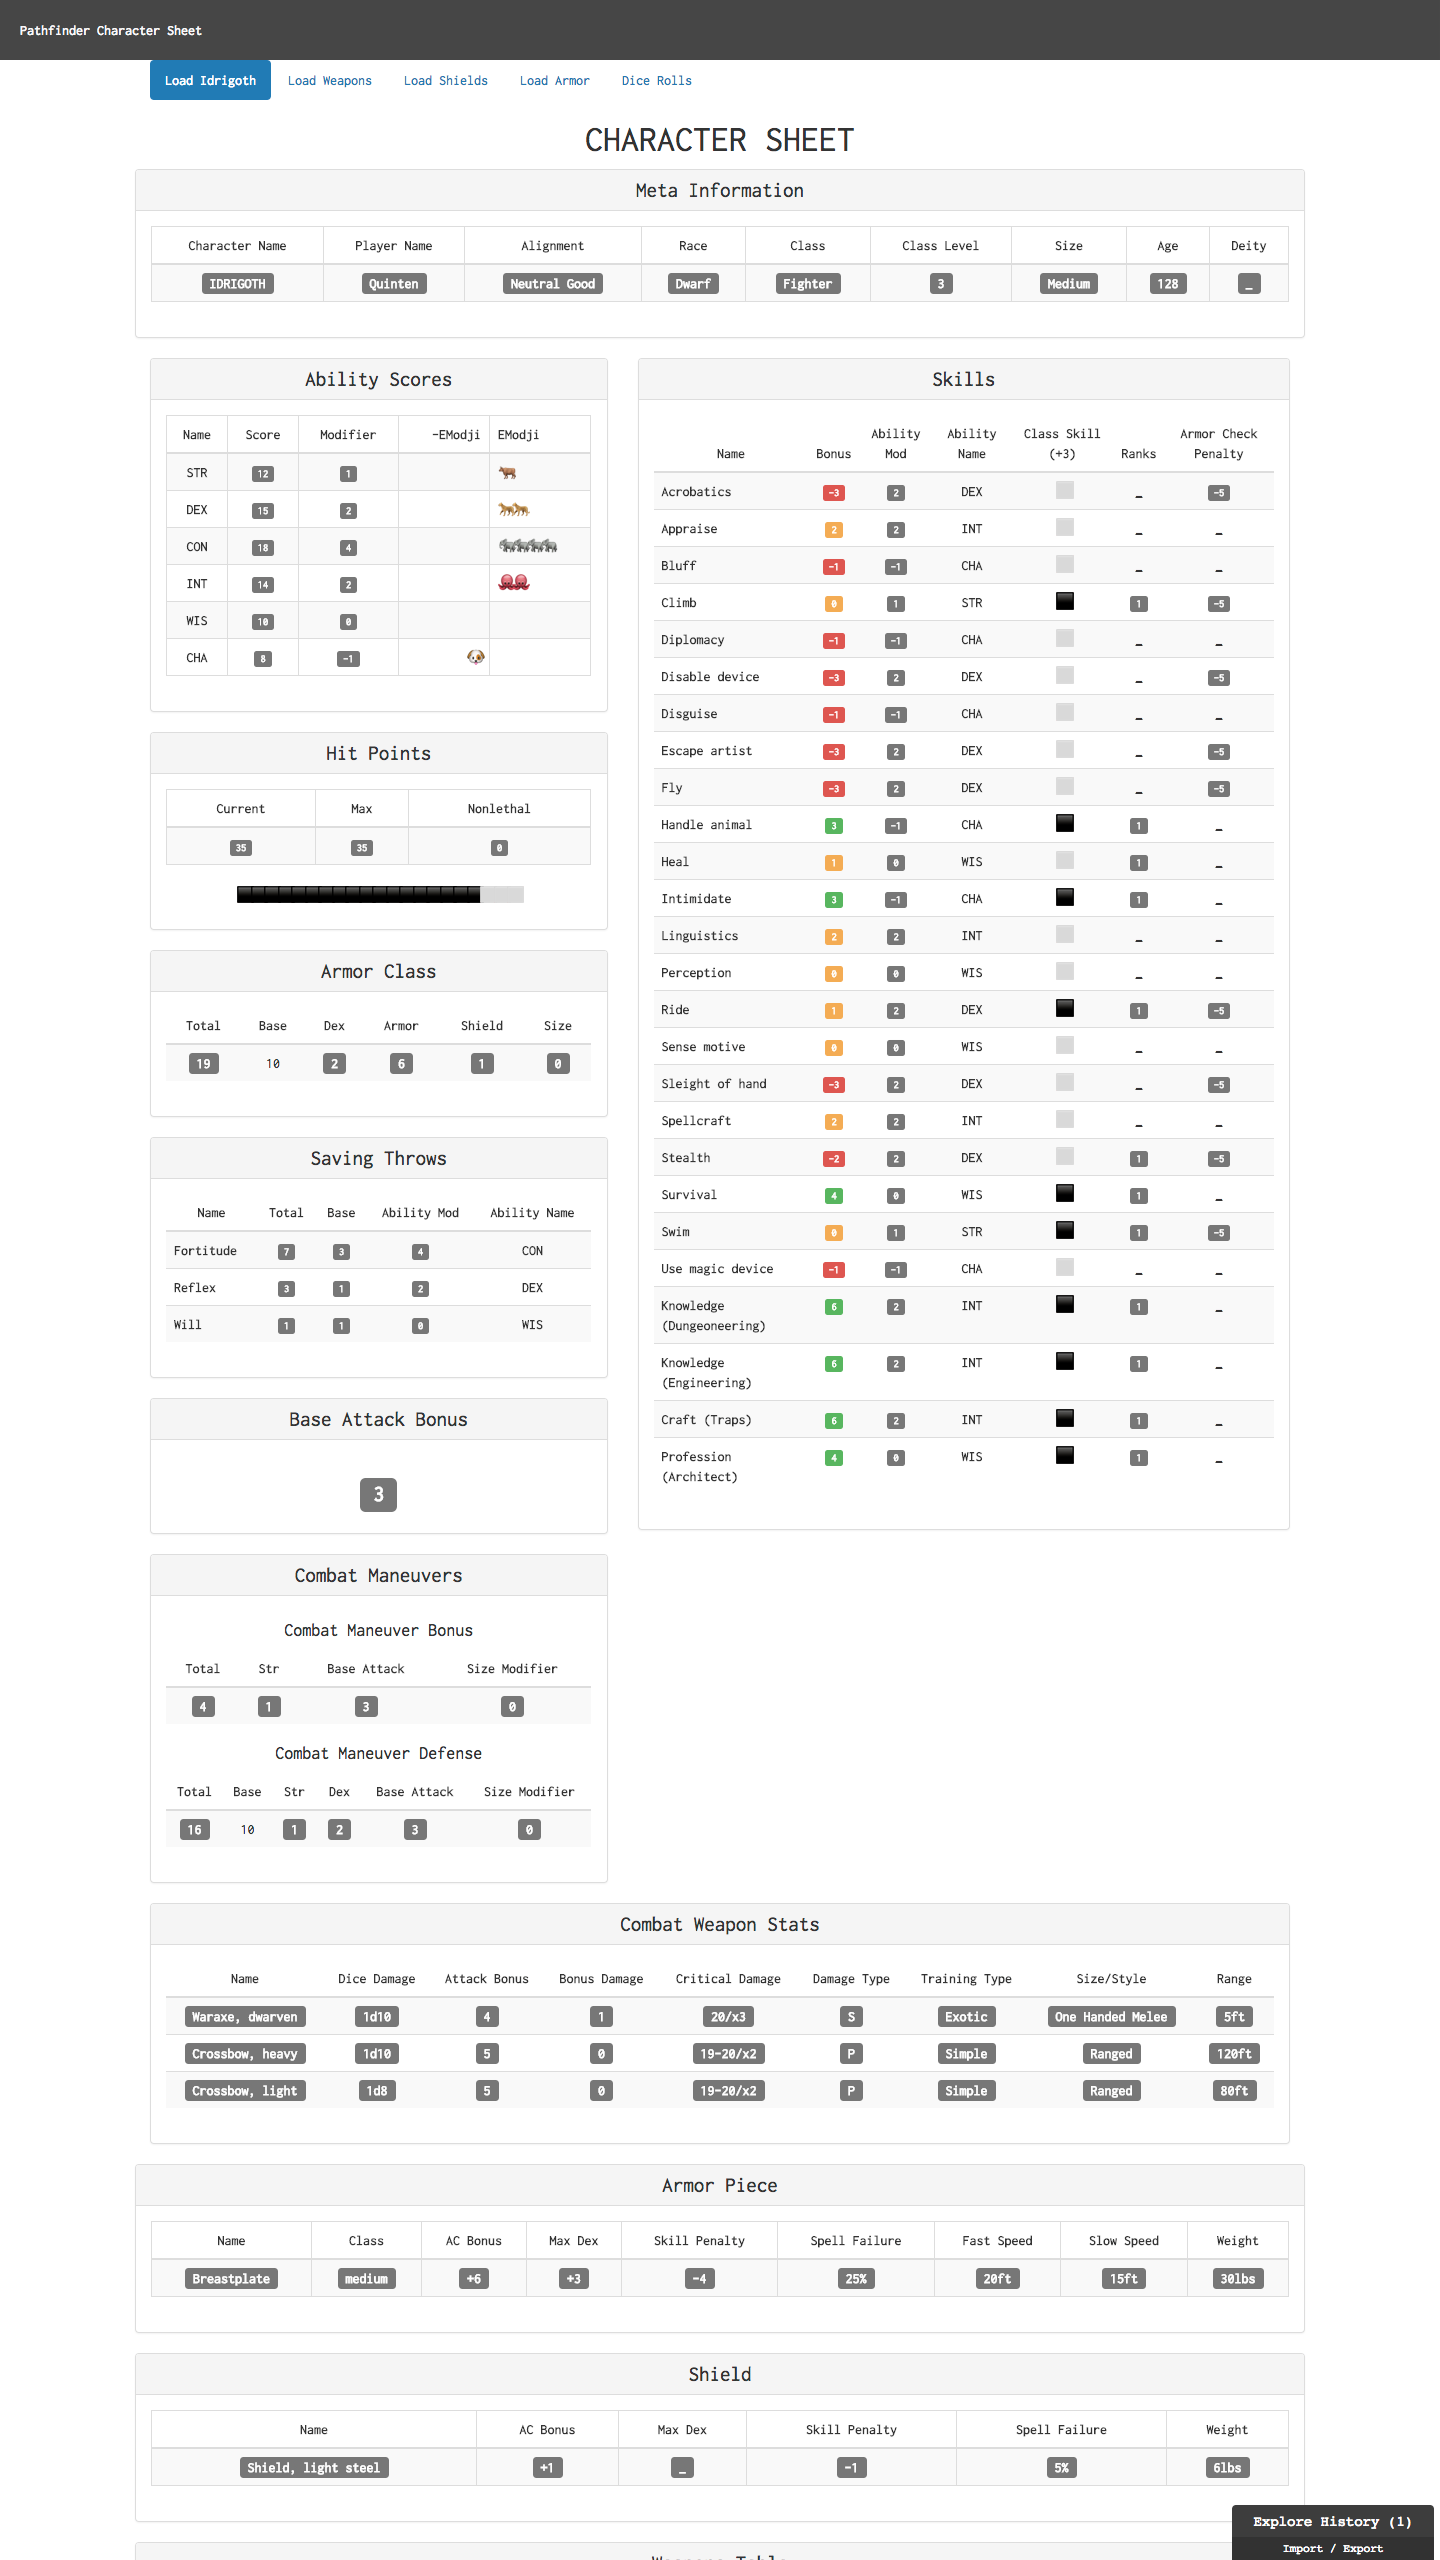 Pathfinder Character Sheet
Load Idrigoth Load Weapons Load Shields Load Armor Dice Rolls
CHARACTER SHEET
Meta Information
Character Name Player Name Alignment Race Class Class Level Size Age Deity
IDRIGOTH Quinten Neutral Good Dwarf Fighter 3 Medium 128 _
Ability Scores
Name Score Modifier -EModji EModji
STR 12 1
DEX 15 2
CON 18 4
INT 14 2
WIS 10 0
CHA 8 -1
Hit Points
Current Max Nonlethal
35 35 0
Armor Class
Total Base Dex Armor Shield Size
19 10 2 6 1 0
Saving Throws
Name Total Base Ability Mod Ability Name
Fortitude 7 3 4 CON
Reflex 3 1 2 DEX
Will 1 1 0 WIS
Base Attack Bonus
3
Combat Maneuvers
Combat Maneuver Bonus
Total Str Base Attack Size Modifier
4 1 3 0
Combat Maneuver Defense
Total Base Str Dex Base Attack Size Modifier
16 10 1 2 3 0
Skills
Ability Ability Class Skill Armor Check
Name Bonus Mod Name (+3) Ranks Penalty
Acrobatics -3 2 DEX _ -5
Appraise 2 2 INT _ _
Bluff -1 -1 CHA _ _
Climb 0 1 STR 1 -5
Diplomacy -1 -1 CHA _ _
Disable device -3 2 DEX _ -5
Disguise -1 -1 CHA _ _
Escape artist -3 2 DEX _ -5
Fly -3 2 DEX _ -5
Handle animal 3 -1 CHA 1 _
Heal 1 0 WIS 1 _
Intimidate 3 -1 CHA 1 _
Linguistics 2 2 INT _ _
Perception 0 0 WIS _ _
Ride 1 2 DEX 1 -5
Sense motive 0 0 WIS _ _
Sleight of hand -3 2 DEX _ -5
Spellcraft 2 2 INT _ _
Stealth -2 2 DEX 1 -5
Survival 4 0 WIS 1 _
Swim 0 1 STR 1 -5
Use magic device -1 -1 CHA _ _
Knowledge 6 2 INT 1 _
(Dungeoneering)
Knowledge 6 2 INT 1 _
(Engineering)
Craft (Traps) 6 2 INT 1 _
Profession 4 0 WIS 1 _
(Architect)
Combat Weapon Stats
Name Dice Damage Attack Bonus Bonus Damage Critical Damage Damage Type Training Type Size/Style Range
Waraxe, dwarven 1d10 4 1 20/x3 S Exotic One Handed Melee 5ft
Crossbow, heavy 1d10 5 0 19-20/x2 P Simple Ranged 120ft
Crossbow, light 1d8 5 0 19-20/x2 P Simple Ranged 80ft
Armor Piece
Name Class AC Bonus Max Dex Skill Penalty Spell Failure Fast Speed Slow Speed Weight
Breastplate medium +6 +3 -4 25% 20ft 15ft 30lbs
Shield
Name AC Bonus Max Dex Skill Penalty Spell Failure Weight
Shield, light steel +1 _ -1 5% 6lbs
Explore History (1)
Import / Export